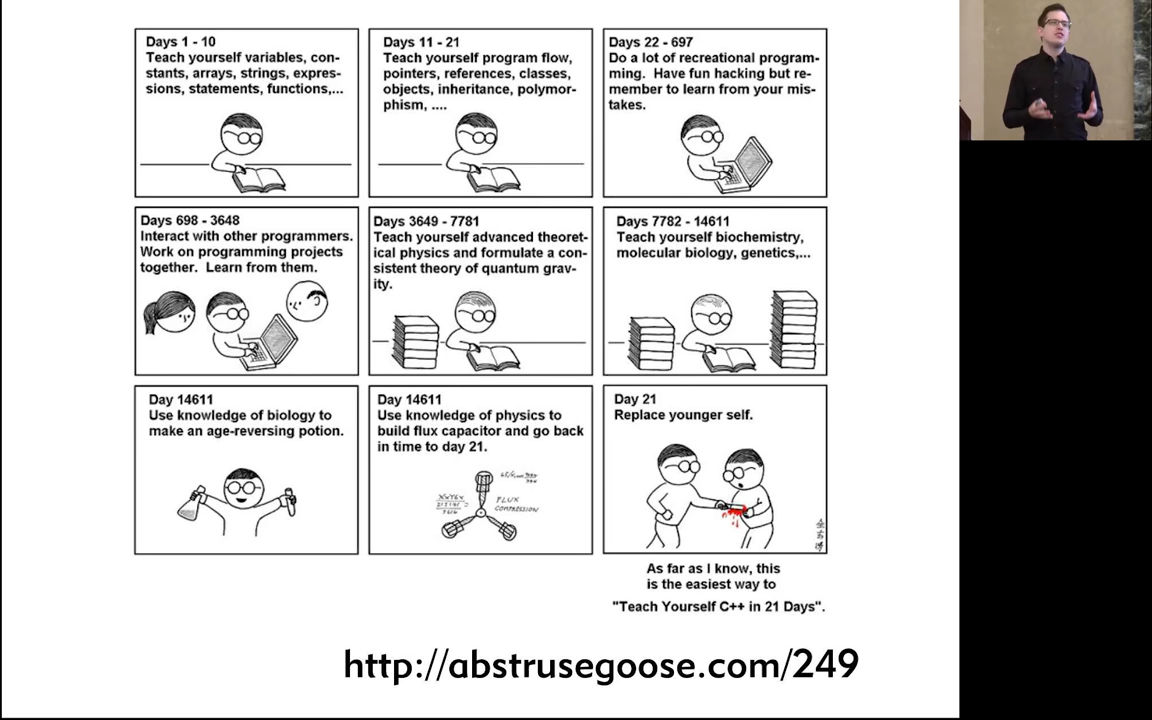 Days 1 - 10
Teach yourself variables, con-
stants, arrays, strings, expres-
sions, statements, functions,...
Days 11 - 21
Teach yourself program flow,
pointers, references, classes,
objects, inheritance, polymor-
phism, ....
Days 22 - 697
Do a lot of recreational program-
ming. Have fun hacking but re-
member to learn from your mis-
takes.
Days 698 - 3648
Interact with other programmers.
Work on programming projects
together. Learn from them.
Days 3649 - 7781
Teach yourself advanced theoret-
ical physics and formulate a con-
sistent theory of quantum grav-
ity.
Days 7782 - 14611
Teach yourself biochemistry,
molecular biology, genetics,...
Day 14611
Use knowledge of biology to
make an age-reversing potion.
Day 14611
Use knowledge of physics to
build flux capacitor and go back
in time to day 21.
FLUX
COMPRESSION
Day 21
Replace younger self.
As far as I know, this
is the easiest way to
"Teach Yourself C++ in 21 Days".
http://abstrusegoose.com/249